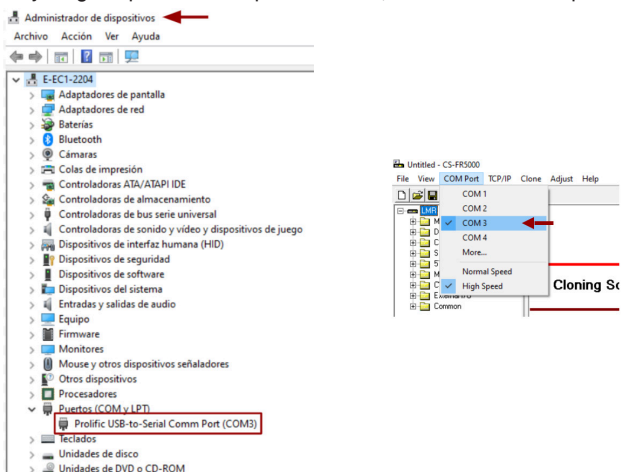 Administrador de dispositivos
Archivo Acción Ver Ayuda
E-EC1-2204
Adaptadores de pantalla
Adaptadores de red
Baterías
Bluetooth
Cámaras
Colas de impresión
Controladoras ATA/ATAPI IDE
Controladoras de almacenamiento
Controladoras de bus serie universal
Controladoras de sonido y vídeo y dispositivos de juego
Dispositivos de interfaz humana (HID)
Dispositivos de seguridad
Dispositivos de software
Dispositivos del sistema
Entradas y salidas de audio
Equipo
Firmware
Monitores
Mouse y otros dispositivos señaladores
Otros dispositivos
Procesadores
Puertos (COM y LPT)
Prolific USB-to-Serial Comm Port (COM3)
Teclados
Unidades de disco
Unidades de DVD o CD-ROM
Untitled - CS-FR5000
File View COM Port TCP/IP Clone Adjust Help
COM 1
COM 2
COM 3
COM 4
More...
Normal Speed
High Speed
LMR
M
D
C
S
5
M
C
Common
Cloning Sc